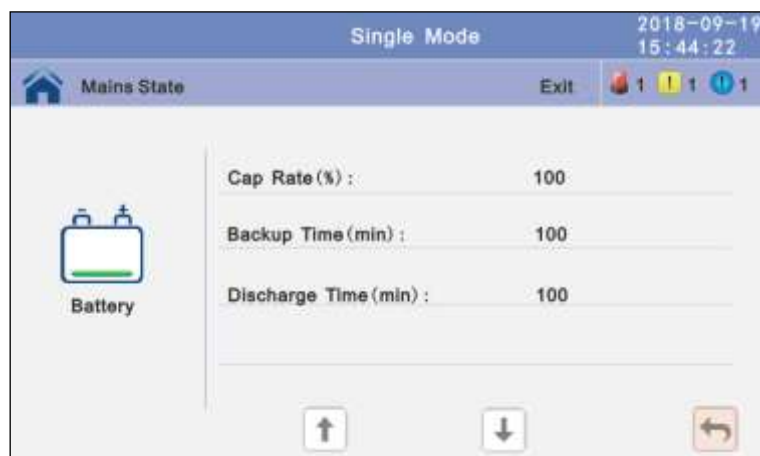 Single Mode
2018-09-19
15:44:22
Mains State
Exit
1
1
1
Cap Rate(%):
100
Backup Time(min):
100
Discharge Time(min):
100
Battery